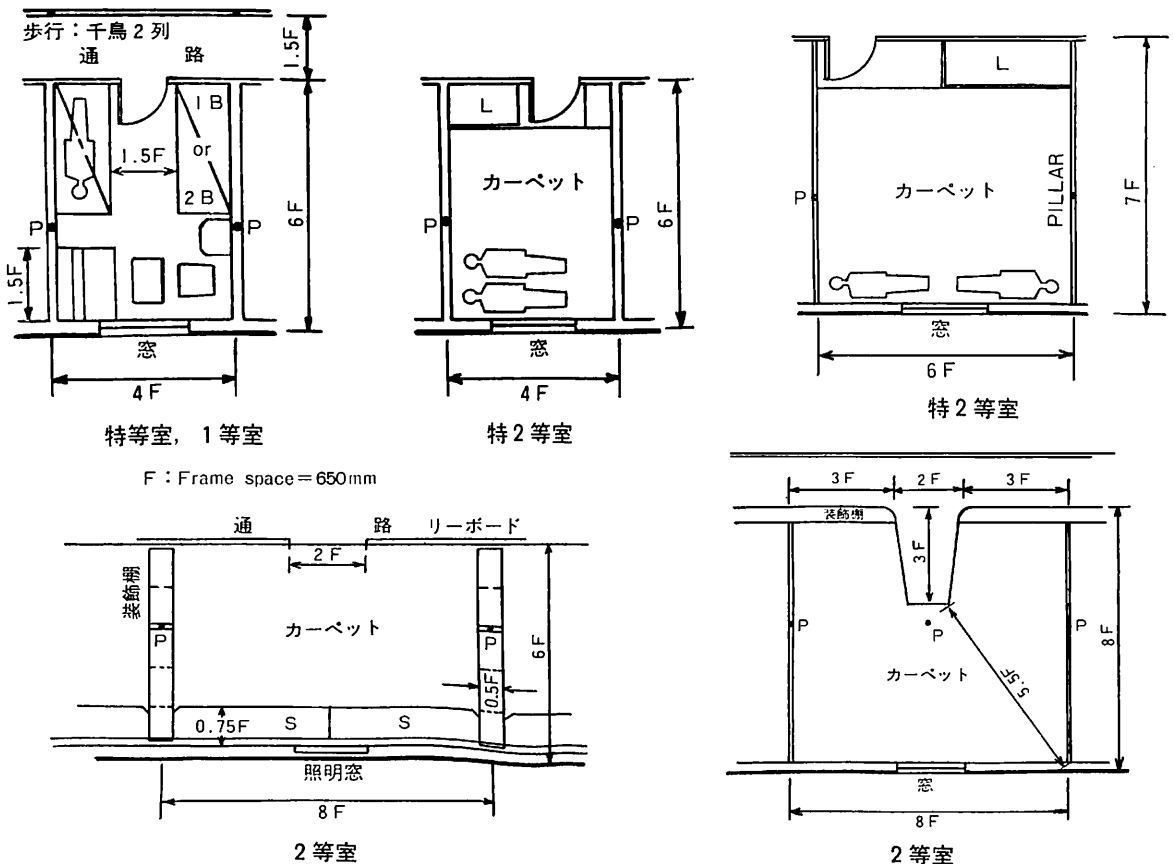 歩行：千鳥2列
通 路
1.5F
1B
or
2B
1.5F
P
P
6F
1.5F
窓
4F
特等室，1等室
L
カーペット
P
P
6F
窓
4F
特2等室
L
カーペット
P
PILLAR
7F
窓
6F
特2等室
F：Frame space＝650mm
通 路 リーボード
2F
装飾棚
カーペット
P
P
6F
0.5F
0.75F
S
S
照明窓
8F
2等室
3F
2F
3F
装飾棚
3F
P
P
P
8F
カーペット
5.5F
窓
8F
2等室